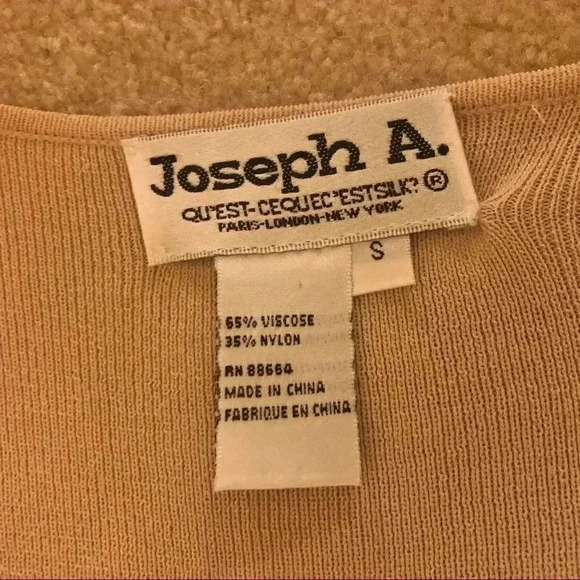 Joseph A.
QU'EST-CEQUEC'ESTSILK? ®
PARIS-LONDON-NEW YORK
S
65% VISCOSE
35% NYLON
RN 88664
MADE IN CHINA
FABRIQUE EN CHINA